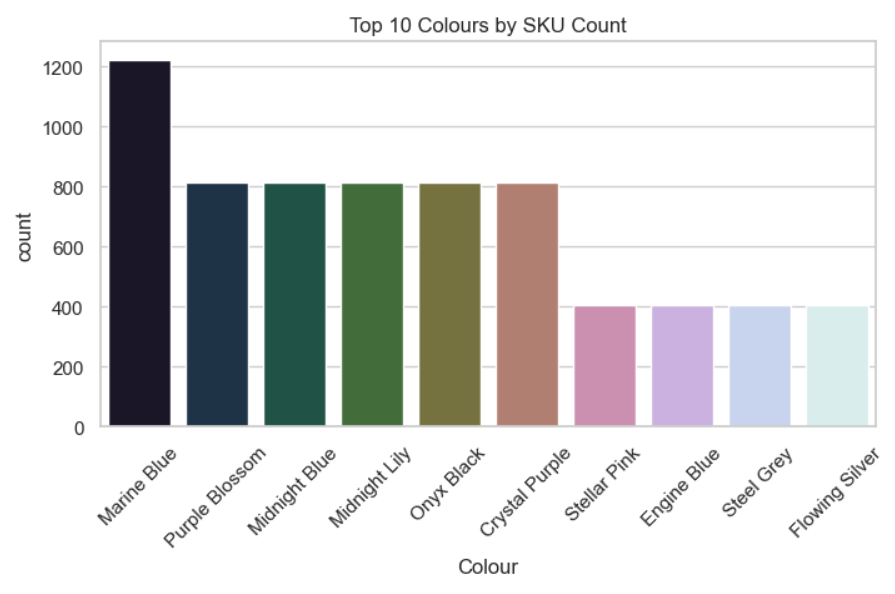 Top 10 Colours by SKU Count
count
1200
1000
800
600
400
200
0
Marine Blue
Purple Blossom
Midnight Blue
Midnight Lily
Onyx Black
Crystal Purple
Stellar Pink
Engine Blue
Steel Grey
Flowing Silver
Colour